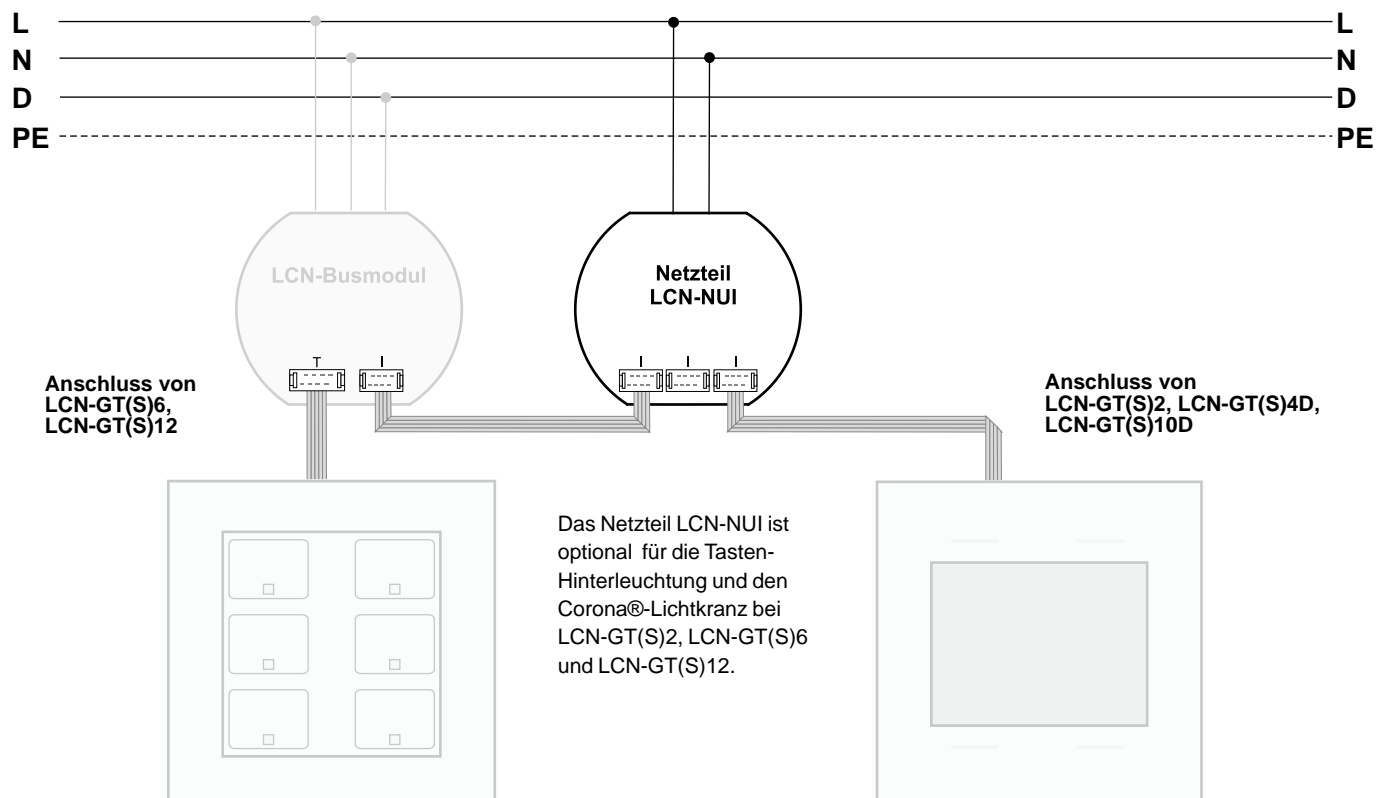 L L
N N
D D
PE PE
LCN-Busmodul
Netzteil
LCN-NUI
T I I I I
Anschluss von
LCN-GT(S)6,
LCN-GT(S)12
Anschluss von
LCN-GT(S)2, LCN-GT(S)4D,
LCN-GT(S)10D
Das Netzteil LCN-NUI ist
optional für die Tasten-
Hinterleuchtung und den
Corona®-Lichtkranz bei
LCN-GT(S)2, LCN-GT(S)6
und LCN-GT(S)12.